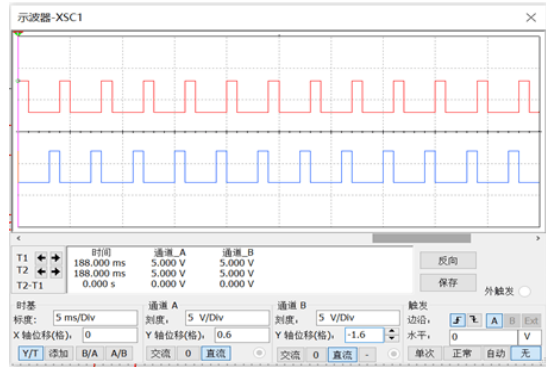 示波器-XSC1
时间 通道_A 通道_B
T1 188.000 ms 5.000 V 5.000 V
T2 188.000 ms 5.000 V 5.000 V
T2-T1 0.000 s 0.000 V 0.000 V
反向
保存
外触发
时基 通道 A 通道 B 触发
标度: 5 ms/Div 刻度: 5 V/Div 刻度: 5 V/Div 边沿: A B Ext
X 轴位移(格), 0 Y 轴位移(格), 0.6 Y 轴位移(格), -1.6 水平: 0 V
Y/T 添加 B/A A/B 交流 0 直流 交流 0 直流 - 单次 正常 自动 无